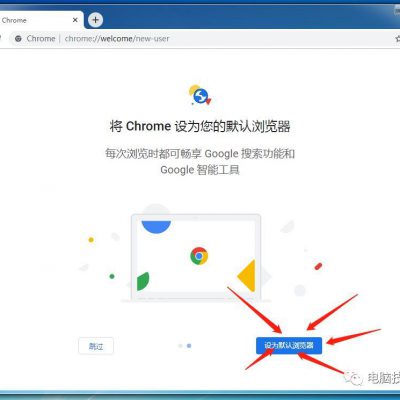 Chrome
Chrome | chrome://welcome/new-user
将 Chrome 设为您的默认浏览器
每次浏览时都可畅享 Google 搜索功能和
Google 智能工具
跳过
设为默认浏览器
电脑技